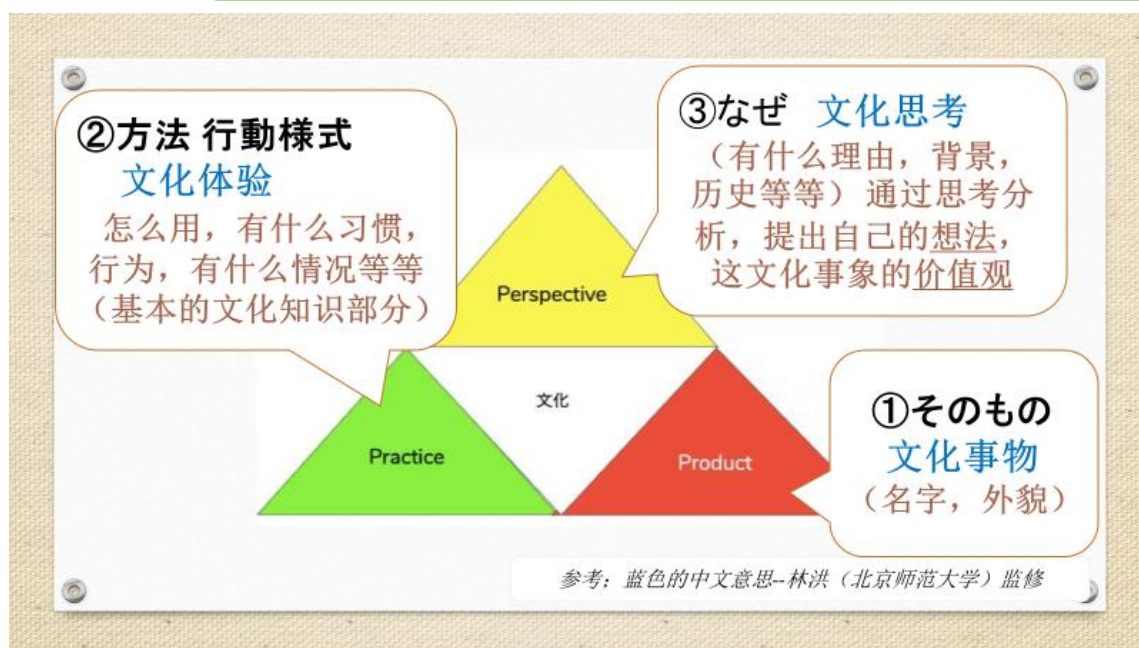 ②方法 行動様式
文化体验
怎么用，有什么习惯，
行为，有什么情况等等
（基本的文化知识部分）
③なぜ 文化思考
（有什么理由，背景，
历史等等）通过思考分
析，提出自己的想法，
这文化事象的价值观
Perspective
文化
Practice
Product
①そのもの
文化事物
（名字，外貌）
参考；蓝色的中文意思--林洪（北京师范大学）监修